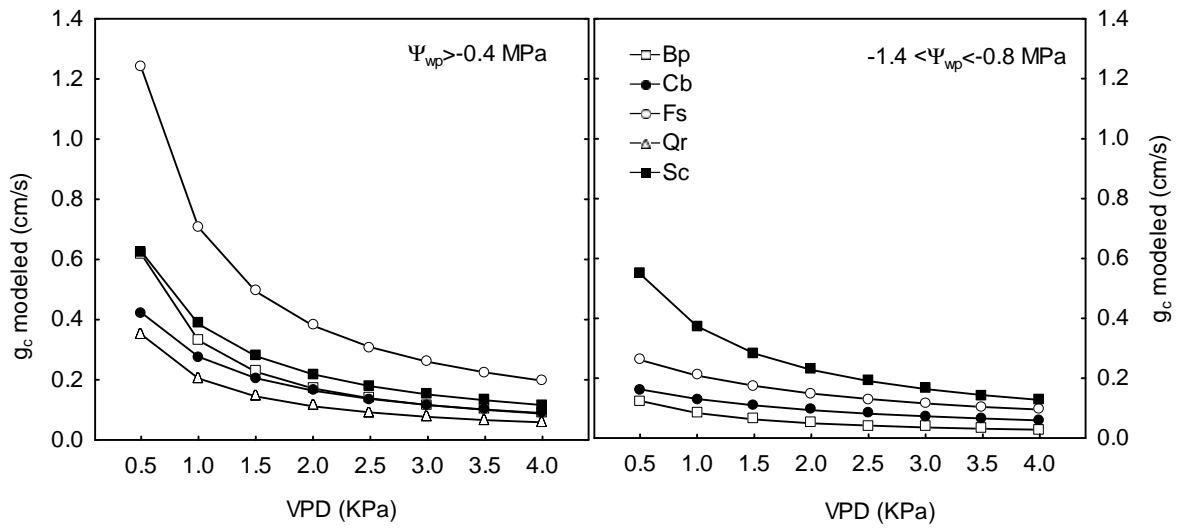 1.4
1.2
1.0
0.8
0.6
0.4
0.2
0.0
g_c modeled (cm/s)
Ψ_wp>-0.4 MPa
0.5 1.0 1.5 2.0 2.5 3.0 3.5 4.0
VPD (KPa)
-1.4 <Ψ_wp<-0.8 MPa
Bp
Cb
Fs
Qr
Sc
0.5 1.0 1.5 2.0 2.5 3.0 3.5 4.0
VPD (KPa)
1.4
1.2
1.0
0.8
0.6
0.4
0.2
0.0
g_c modeled (cm/s)